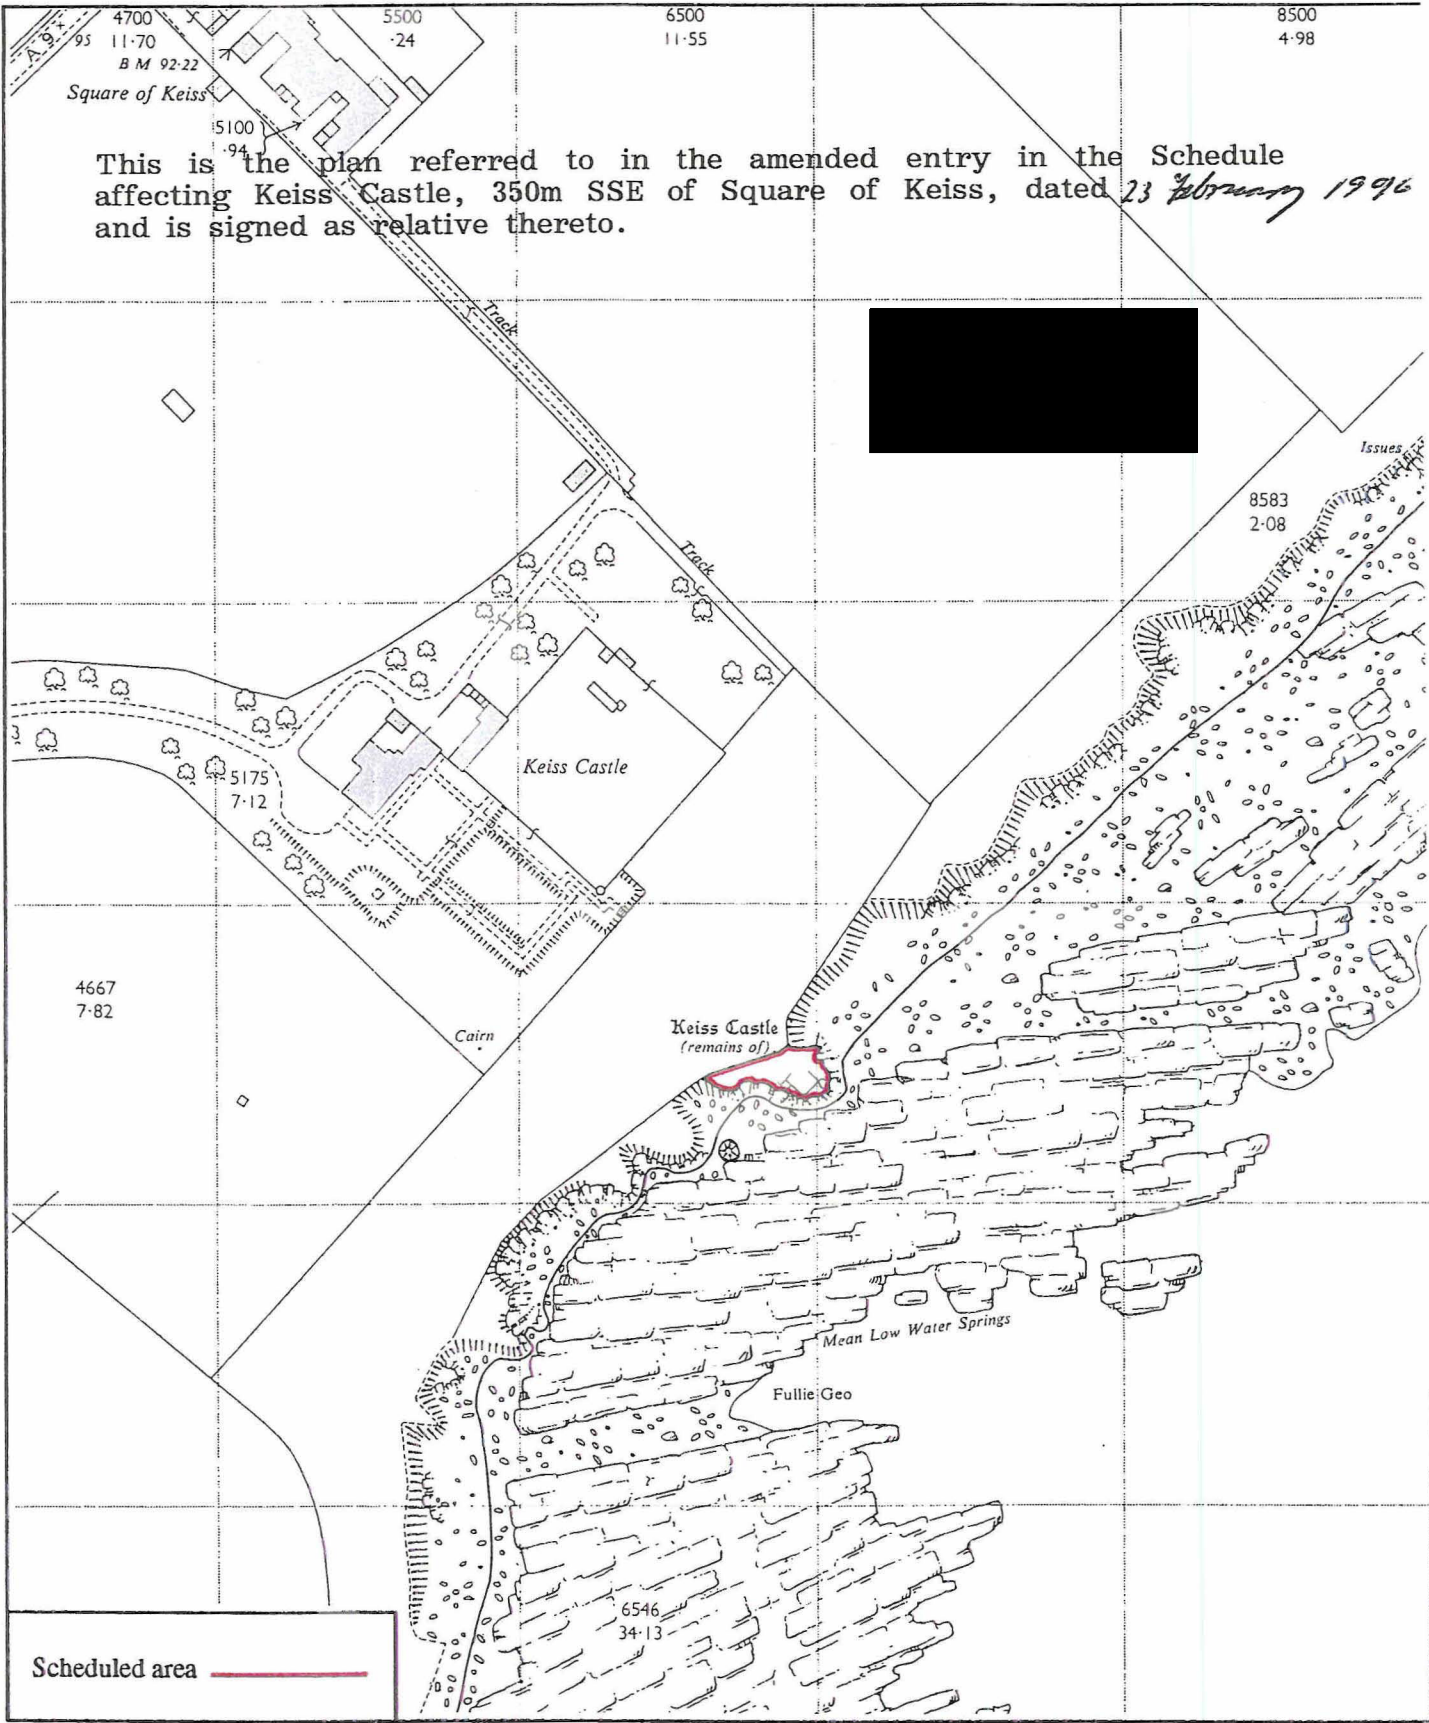 4700
11·70
5500
·24
6500
11·55
8500
4·98
A 9
95
B M 92·22
Square of Keiss
5100
·94
This is the plan referred to in the amended entry in the Schedule
affecting Keiss Castle, 350m SSE of Square of Keiss, dated 23 February 1996
and is signed as relative thereto.
Track
Issues
8583
2·08
Track
Keiss Castle
5175
7·12
4667
7·82
Cairn
Keiss Castle
(remains of)
m
Mean Low Water Springs
Fullie Geo
6546
34·13
Scheduled area